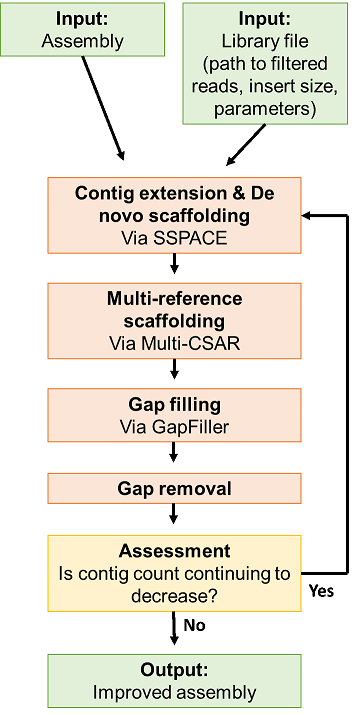 Input:
Assembly
Input:
Library file
(path to filtered
reads, insert size,
parameters)
Contig extension & De
novo scaffolding
Via SSPACE
Multi-reference
scaffolding
Via Multi-CSAR
Gap filling
Via GapFiller
Gap removal
Assessment
Is contig count continuing to
decrease?
Yes
No
Output:
Improved assembly